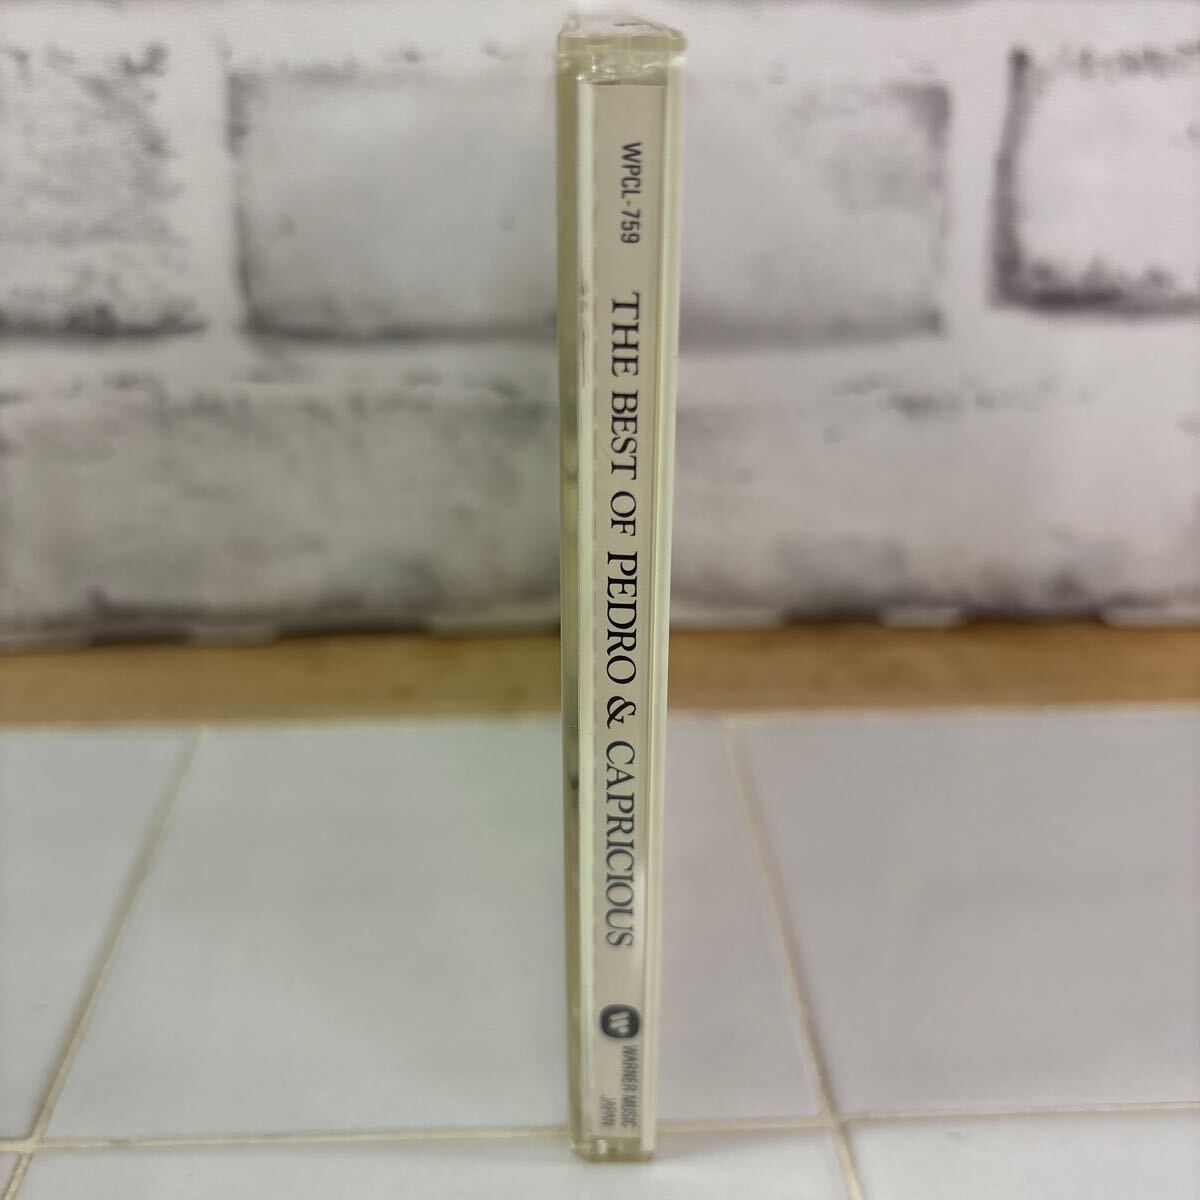 WPCL-759
THE BEST OF PEDRO & CAPRICIOUS
WARNER MUSIC
JAPAN